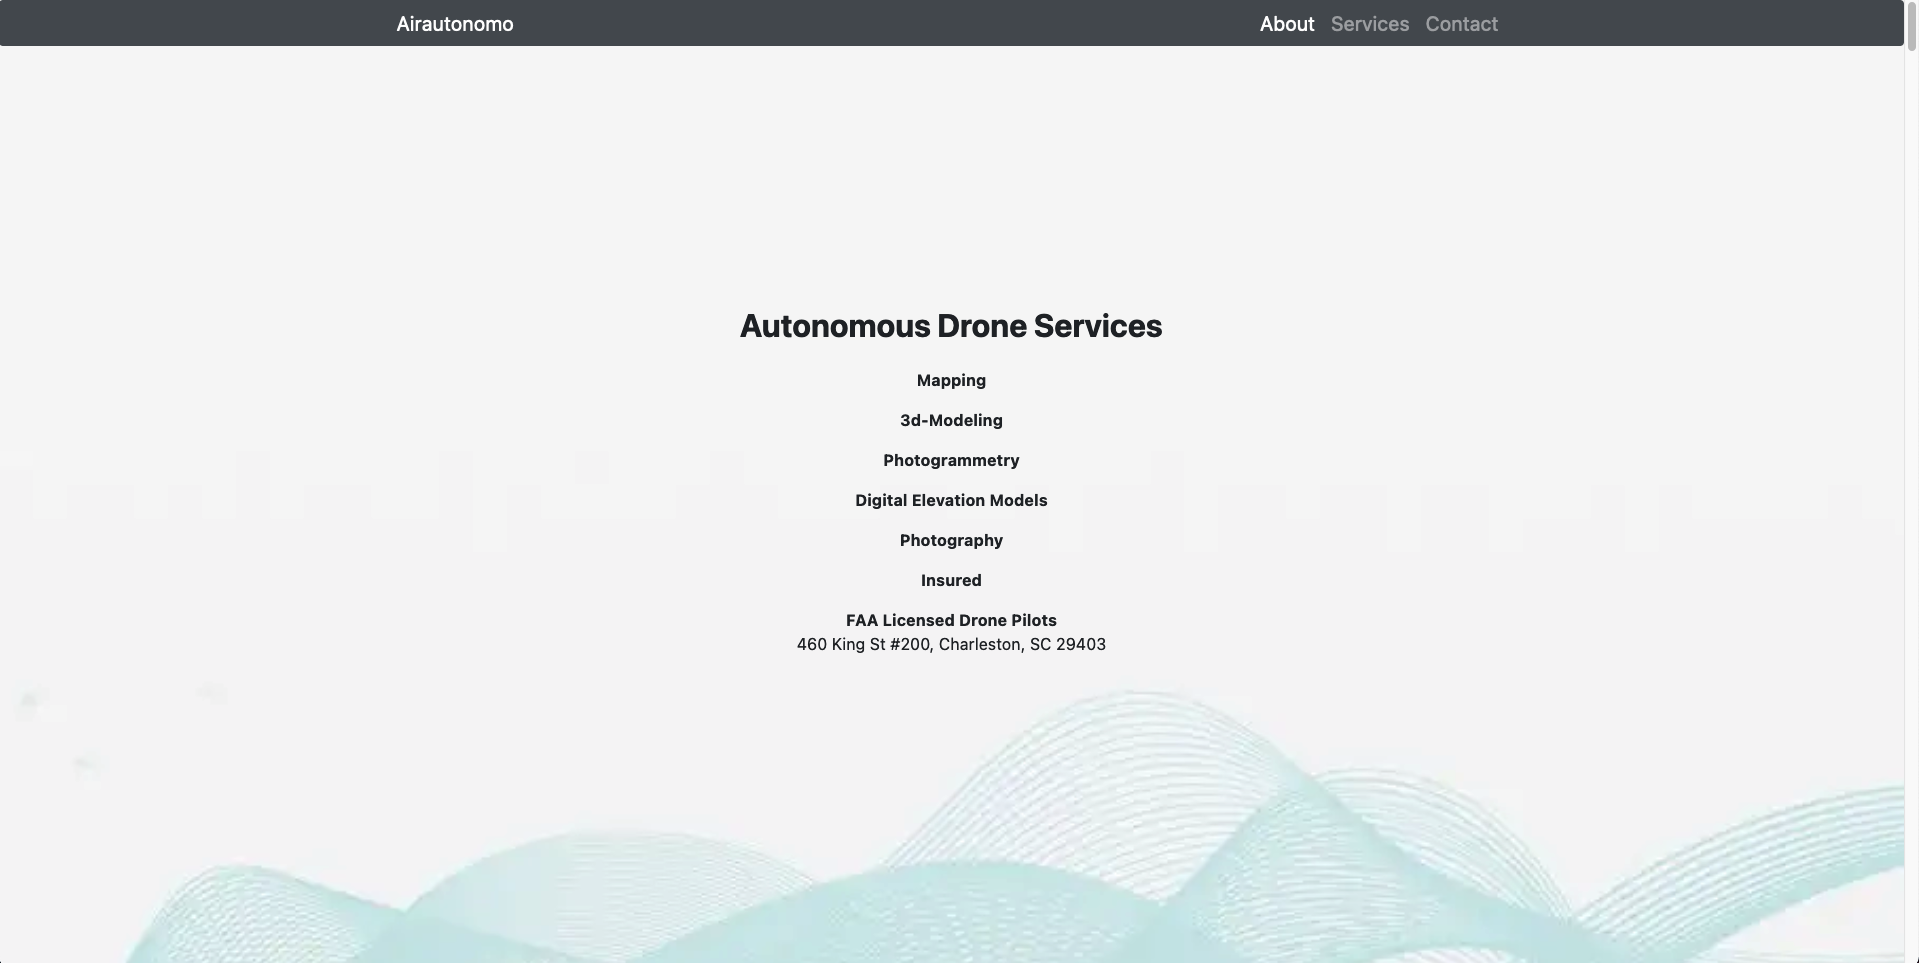 Airautonomo
About Services Contact
Autonomous Drone Services
Mapping
3d-Modeling
Photogrammetry
Digital Elevation Models
Photography
Insured
FAA Licensed Drone Pilots
460 King St #200, Charleston, SC 29403